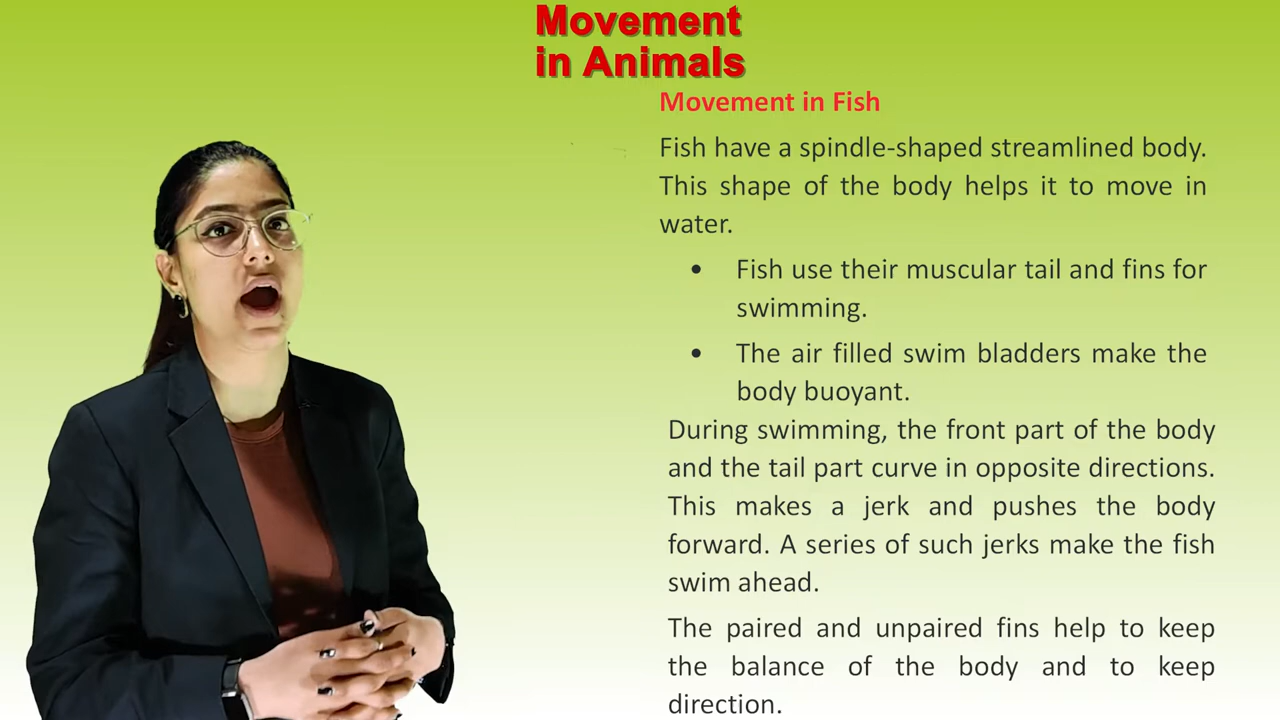 Movement
in Animals
Movement in Fish
Fish have a spindle-shaped streamlined body.
This shape of the body helps it to move in
water.
• Fish use their muscular tail and fins for
swimming.
• The air filled swim bladders make the
body buoyant.
During swimming, the front part of the body
and the tail part curve in opposite directions.
This makes a jerk and pushes the body
forward. A series of such jerks make the fish
swim ahead.
The paired and unpaired fins help to keep
the balance of the body and to keep
direction.